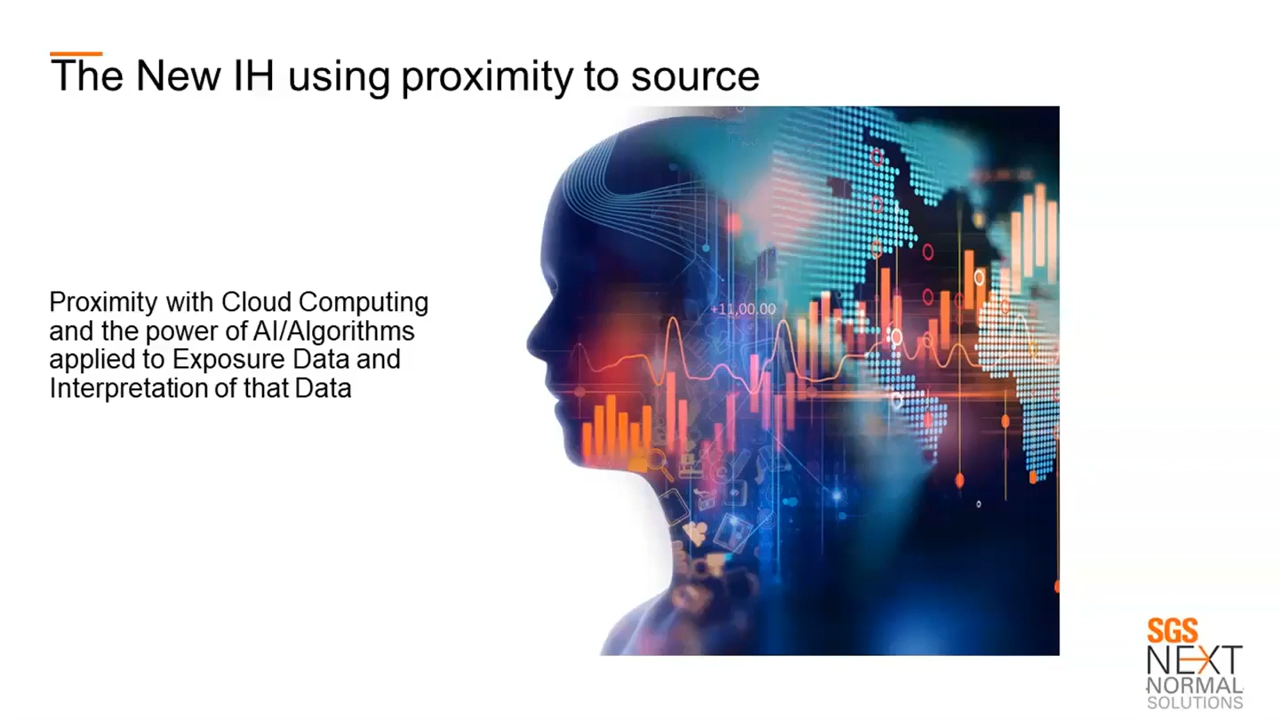 The New IH using proximity to source
Proximity with Cloud Computing
and the power of AI/Algorithms
applied to Exposure Data and
Interpretation of that Data
+11,00.00
SGS
NEXT
NORMAL
SOLUTIONS